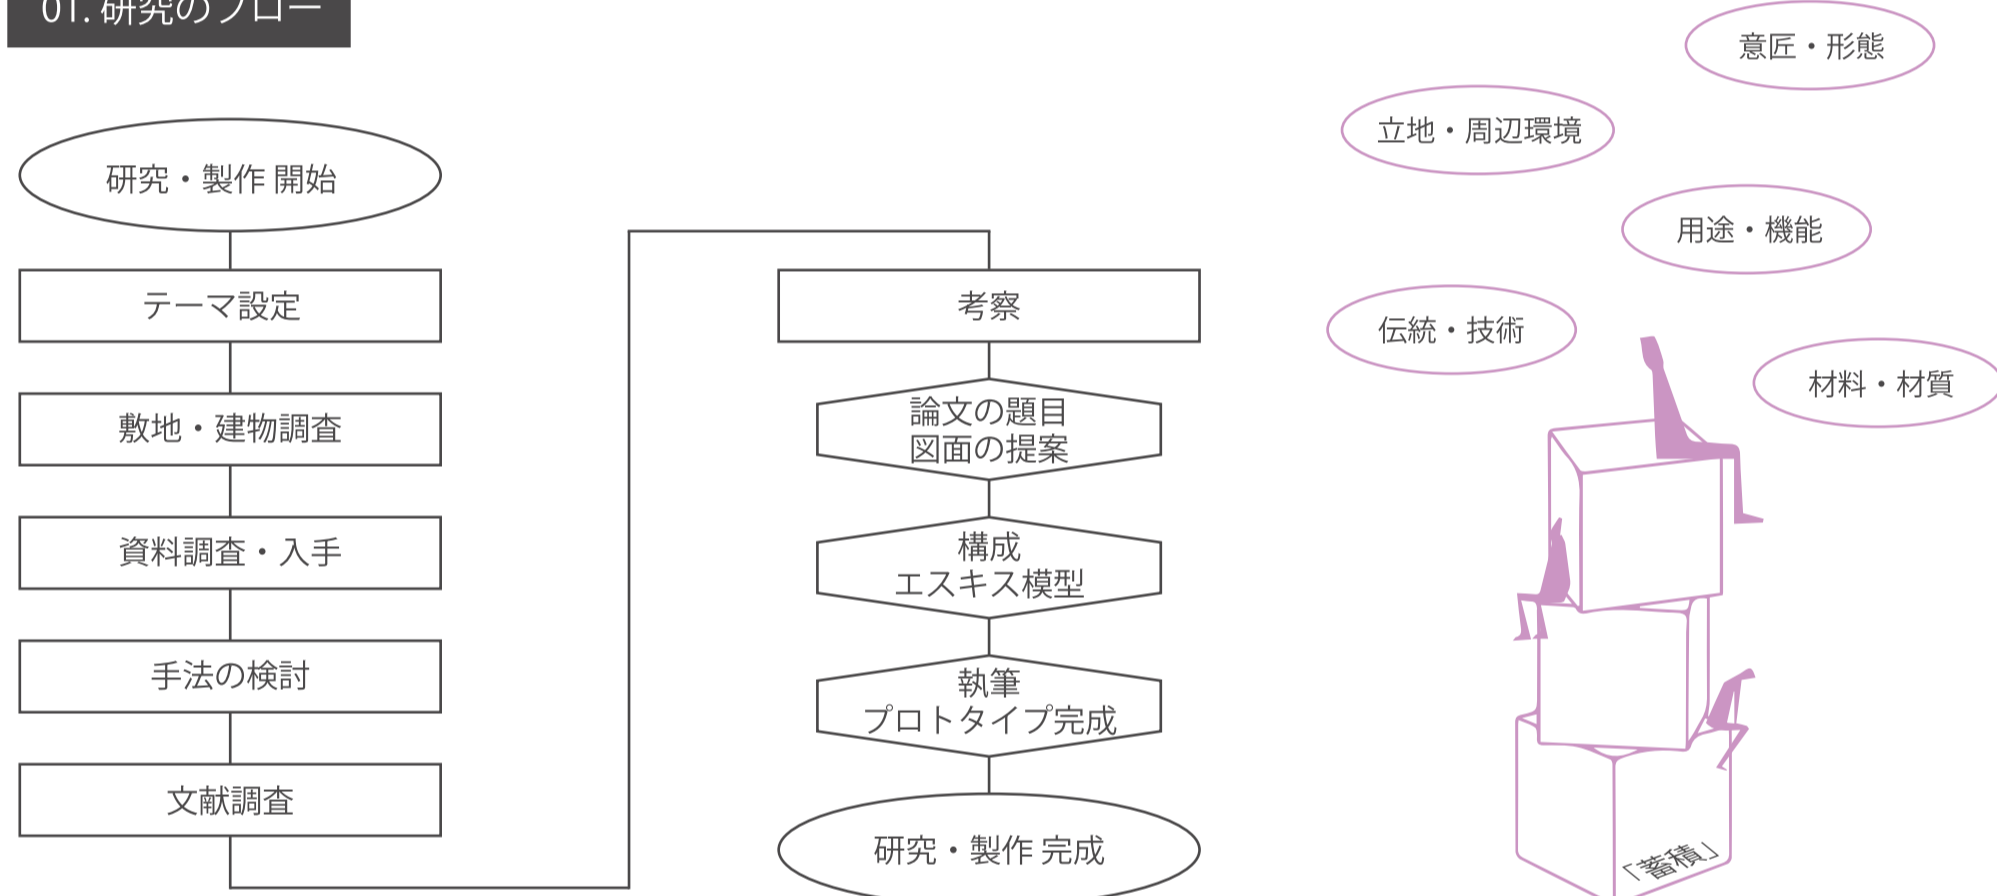 01. 研究のフロー
研究・製作 開始
テーマ設定
敷地・建物調査
資料調査・入手
手法の検討
文献調査
考察
論文の題目
図面の提案
構成
エスキス模型
執筆
プロトタイプ完成
研究・製作 完成
意匠・形態
立地・周辺環境
用途・機能
伝統・技術
材料・材質
「蓄積」